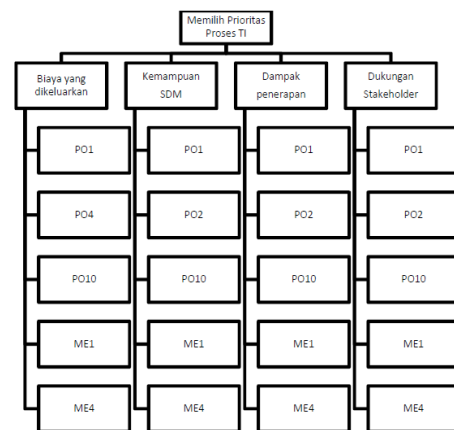 Memilih Prioritas
Proses TI
Biaya yang
dikeluarkan
Kemampuan
SDM
Dampak
penerapan
Dukungan
Stakeholder
PO1
PO1
PO1
PO1
PO4
PO2
PO2
PO2
PO10
PO10
PO10
PO10
ME1
ME1
ME1
ME1
ME4
ME4
ME4
ME4